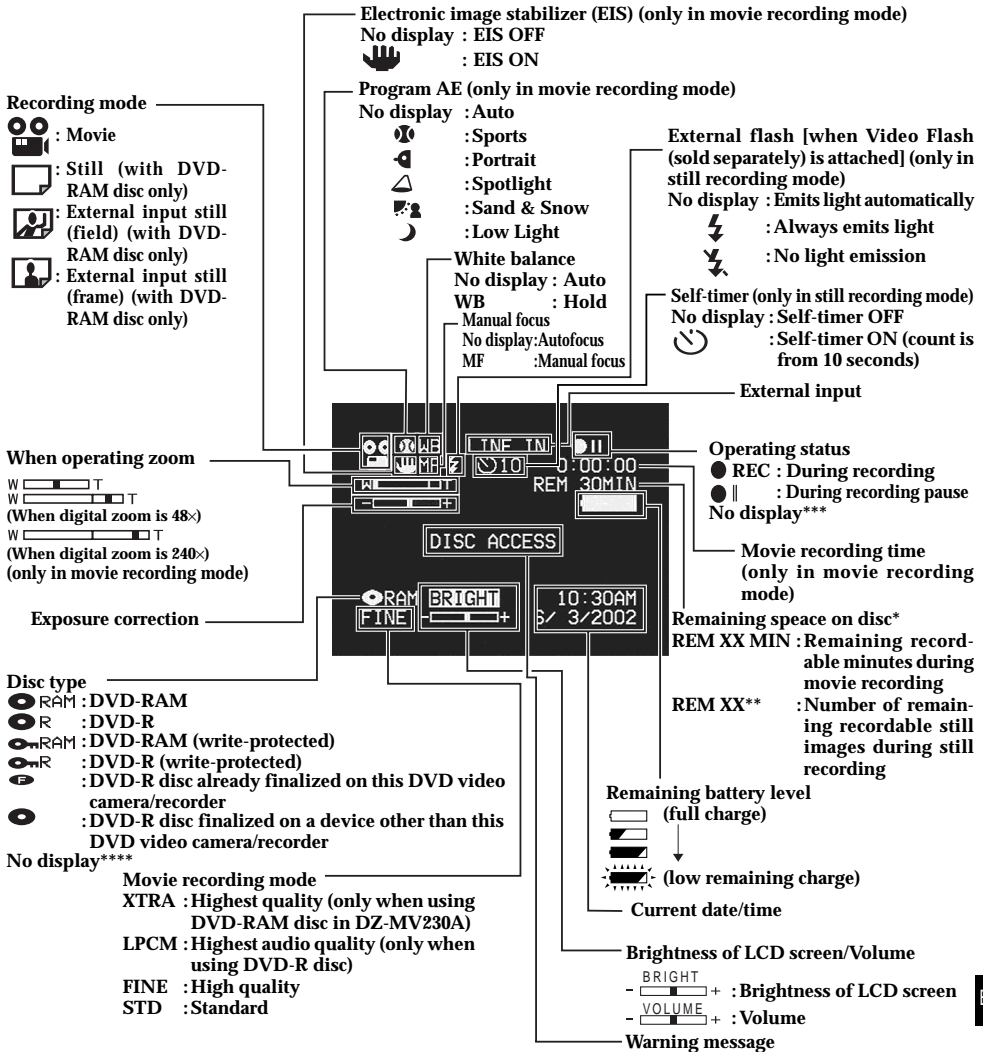 Electronic image stabilizer (EIS) (only in movie recording mode)
No display : EIS OFF
: EIS ON
Program AE (only in movie recording mode)
No display : Auto
: Sports
: Portrait
: Spotlight
: Sand & Snow
: Low Light
Recording mode
: Movie
: Still (with DVD-
RAM disc only)
: External input still
(field) (with DVD-
RAM disc only)
: External input still
(frame) (with DVD-
RAM disc only)
External flash [when Video Flash
(sold separately) is attached] (only in
still recording mode)
No display : Emits light automatically
: Always emits light
: No light emission
White balance
No display : Auto
WB : Hold
Manual focus
No display:Autofocus
MF :Manual focus
Self-timer (only in still recording mode)
No display : Self-timer OFF
: Self-timer ON (count is
from 10 seconds)
External input
When operating zoom
W T
W T
(When digital zoom is 48×)
W T
(When digital zoom is 240×)
(only in movie recording mode)
Exposure correction
WB LINE IN
MF 10 0:00:00
REM 30MIN
W T
- +
DISC ACCESS
RAM BRIGHT 10:30AM
FINE - + 6/ 3/2002
Operating status
REC : During recording
: During recording pause
No display***
Movie recording time
(only in movie recording
mode)
Remaining speace on disc*
REM XX MIN : Remaining record-
able minutes during
movie recording
REM XX** : Number of remain-
ing recordable still
images during still
recording
Disc type
RAM : DVD-RAM
R : DVD-R
RAM : DVD-RAM (write-protected)
R : DVD-R (write-protected)
F : DVD-R disc already finalized on this DVD video
camera/recorder
: DVD-R disc finalized on a device other than this
DVD video camera/recorder
No display****
Remaining battery level
(full charge)
(low remaining charge)
Current date/time
Movie recording mode
XTRA : Highest quality (only when using
DVD-RAM disc in DZ-MV230A)
LPCM : Highest audio quality (only when
using DVD-R disc)
FINE : High quality
STD : Standard
Brightness of LCD screen/Volume
BRIGHT
- + : Brightness of LCD screen
VOLUME
- + : Volume
Warning message